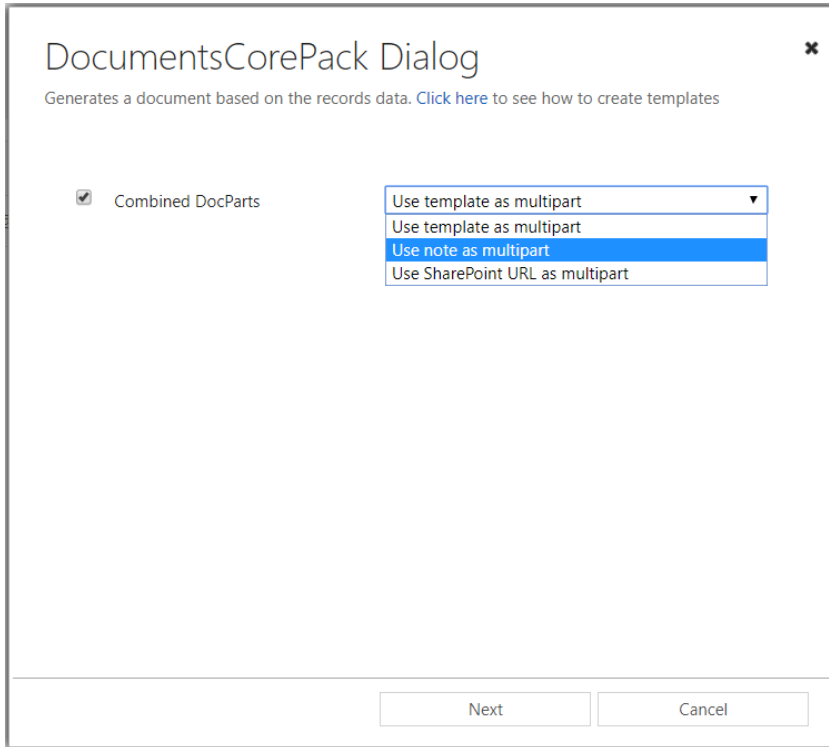 DocumentsCorePack Dialog
Generates a document based on the records data. Click here to see how to create templates
Combined DocParts
Use template as multipart
Use template as multipart
Use note as multipart
Use SharePoint URL as multipart
Next
Cancel